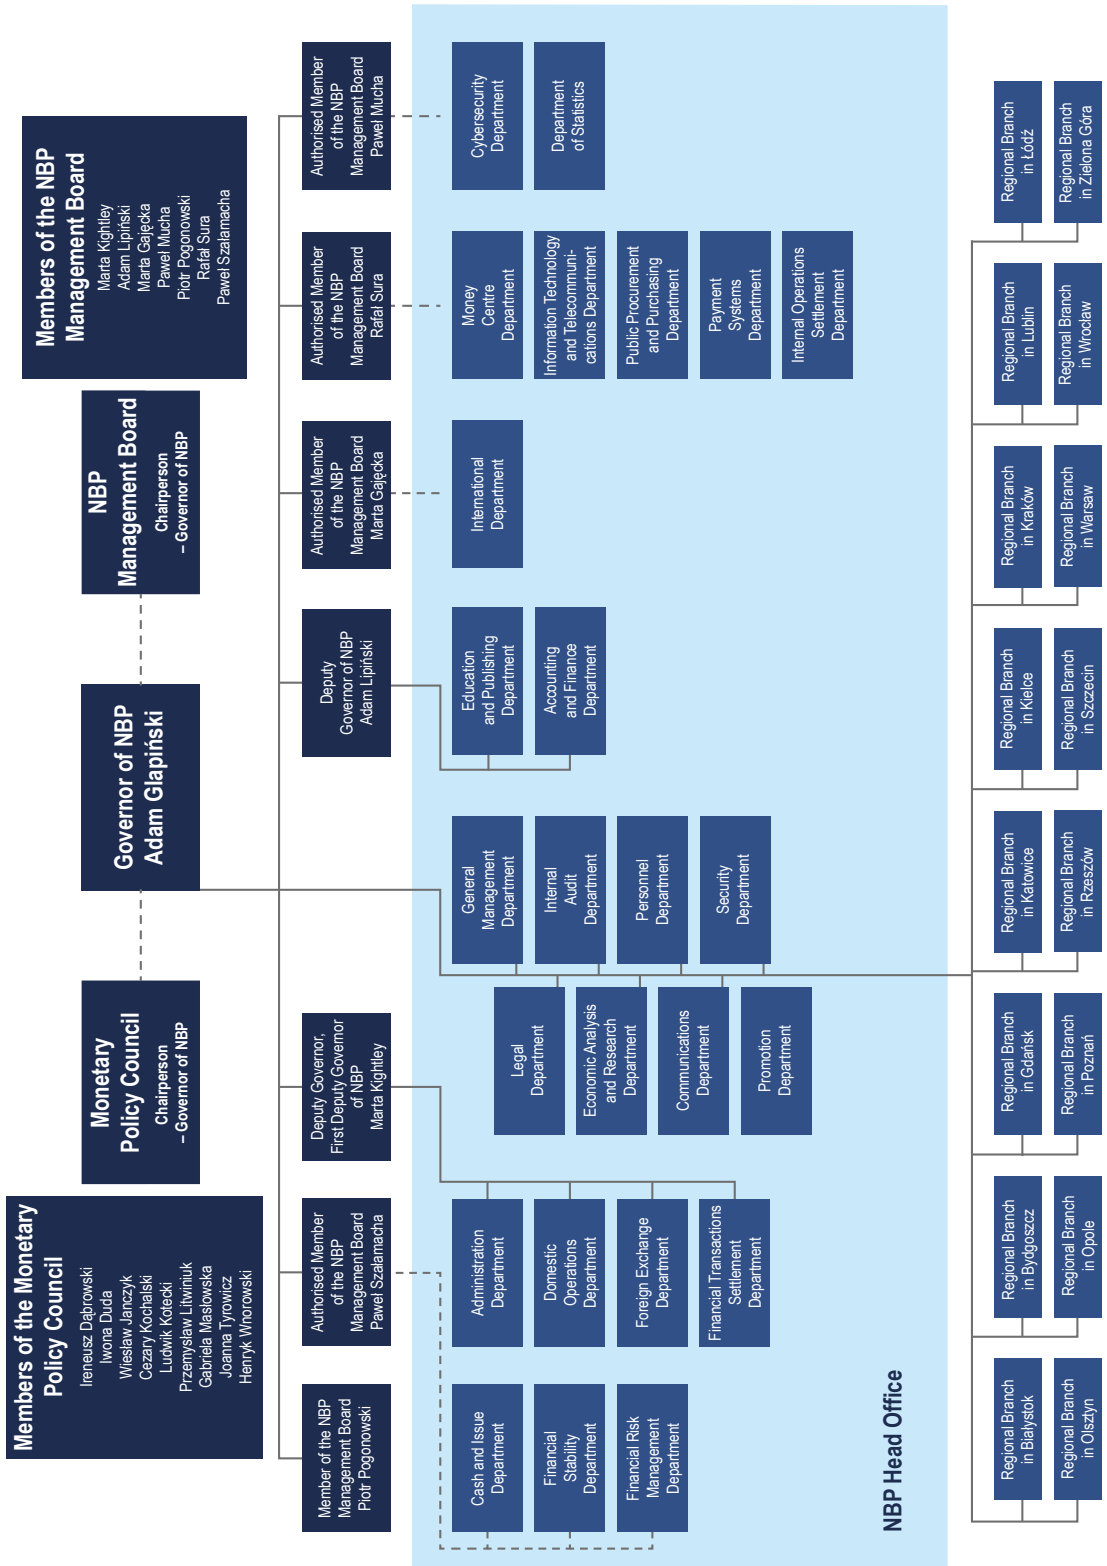 Members of the Monetary
Policy Council
Ireneusz Dąbrowski
Iwona Duda
Wiesław Janczyk
Cezary Kochalski
Ludwik Kotecki
Przemysław Litwiniuk
Gabriela Masłowska
Joanna Tyrowicz
Henryk Wnorowski
Monetary
Policy Council
Chairperson
– Governor of NBP
Governor of NBP
Adam Glapiński
NBP
Management Board
Chairperson
– Governor of NBP
Members of the NBP
Management Board
Marta Kightley
Adam Lipiński
Marta Gajęcka
Paweł Mucha
Piotr Pogonowski
Rafał Sura
Paweł Szałamacha
Member of the NBP
Management Board
Piotr Pogonowski
Authorised Member
of the NBP
Management Board
Paweł Szałamacha
Deputy Governor,
First Deputy Governor
of NBP
Marta Kightley
Deputy
Governor of NBP
Adam Lipiński
Authorised Member
of the NBP
Management Board
Marta Gajęcka
Authorised Member
of the NBP
Management Board
Rafał Sura
Authorised Member
of the NBP
Management Board
Paweł Mucha
Cash and Issue
Department
Financial
Stability
Department
Financial Risk
Management
Department
Administration
Department
Domestic
Operations
Department
Foreign Exchange
Department
Financial Transactions
Settlement
Department
Legal
Department
Economic Analysis
and Research
Department
Communications
Department
Promotion
Department
General
Management
Department
Internal
Audit
Department
Personnel
Department
Security
Department
Education
and Publishing
Department
Accounting
and Finance
Department
International
Department
Money
Centre
Department
Information Technology
and Telecommuni-
cations Department
Public Procurement
and Purchasing
Department
Payment
Systems
Department
Internal Operations
Settlement
Department
Cybersecurity
Department
Department
of Statistics
NBP Head Office
Regional Branch
in Białystok
Regional Branch
in Bydgoszcz
Regional Branch
in Gdańsk
Regional Branch
in Katowice
Regional Branch
in Kielce
Regional Branch
in Kraków
Regional Branch
in Lublin
Regional Branch
in Łódź
Regional Branch
in Olsztyn
Regional Branch
in Opole
Regional Branch
in Poznań
Regional Branch
in Rzeszów
Regional Branch
in Szczecin
Regional Branch
in Warsaw
Regional Branch
in Wrocław
Regional Branch
in Zielona Góra